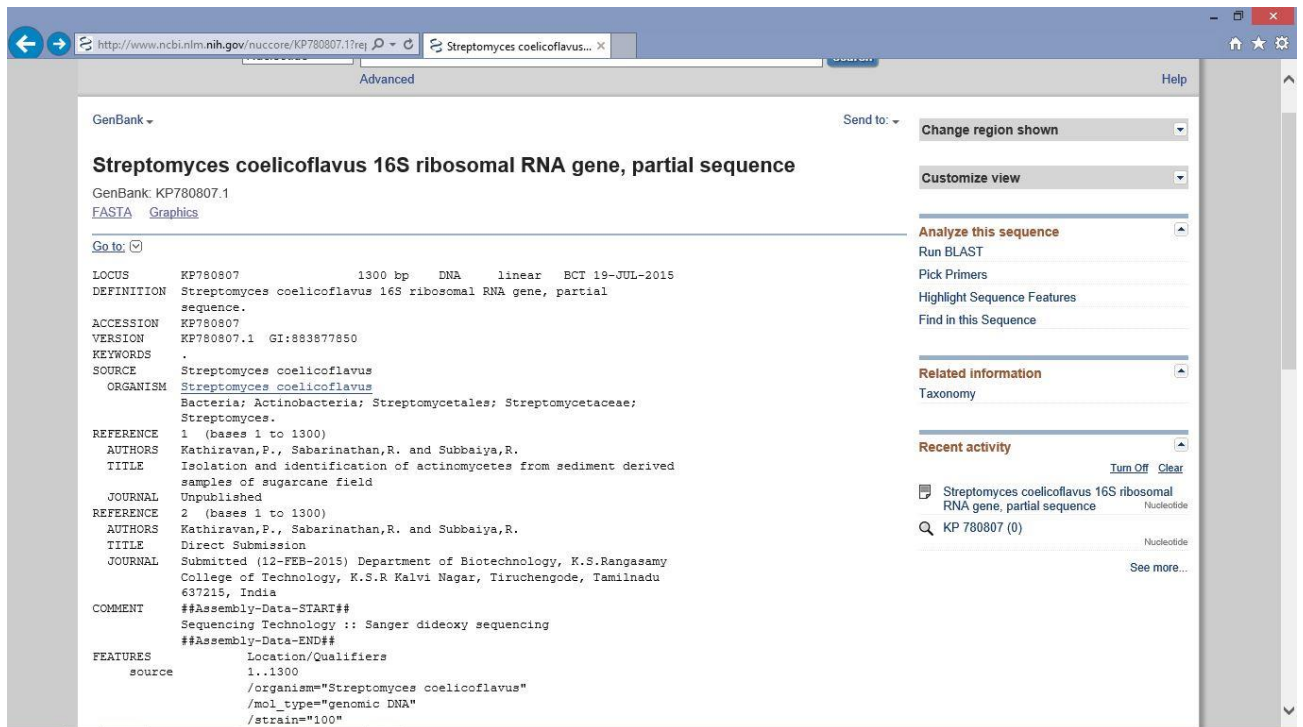 http://www.ncbi.nlm.nih.gov/nuccore/KP780807.1?rej
Streptomyces coelicoflavus...
Advanced
Help
GenBank
Send to:
Streptomyces coelicoflavus 16S ribosomal RNA gene, partial sequence
GenBank: KP780807.1
FASTA Graphics
Go to:
LOCUS KP780807 1300 bp DNA linear BCT 19-JUL-2015
DEFINITION Streptomyces coelicoflavus 16S ribosomal RNA gene, partial
sequence.
ACCESSION KP780807
VERSION KP780807.1 GI:883877850
KEYWORDS .
SOURCE Streptomyces coelicoflavus
ORGANISM Streptomyces coelicoflavus
Bacteria; Actinobacteria; Streptomycetales; Streptomycetaceae;
Streptomyces.
REFERENCE 1 (bases 1 to 1300)
AUTHORS Kathiravan,P., Sabarinathan,R. and Subbaiya,R.
TITLE Isolation and identification of actinomycetes from sediment derived
samples of sugarcane field
JOURNAL Unpublished
REFERENCE 2 (bases 1 to 1300)
AUTHORS Kathiravan,P., Sabarinathan,R. and Subbaiya,R.
TITLE Direct Submission
JOURNAL Submitted (12-FEB-2015) Department of Biotechnology, K.S.Rangasamy
College of Technology, K.S.R Kalvi Nagar, Tiruchengode, Tamilnadu
637215, India
COMMENT ##Assembly-Data-START##
Sequencing Technology :: Sanger dideoxy sequencing
##Assembly-Data-END##
FEATURES Location/Qualifiers
source 1..1300
/organism="Streptomyces coelicoflavus"
/mol_type="genomic DNA"
/strain="100"
Change region shown
Customize view
Analyze this sequence
Run BLAST
Pick Primers
Highlight Sequence Features
Find in this Sequence
Related information
Taxonomy
Recent activity
Turn Off Clear
Streptomyces coelicoflavus 16S ribosomal
RNA gene, partial sequence Nucleotide
KP 780807 (0)
Nucleotide
See more...